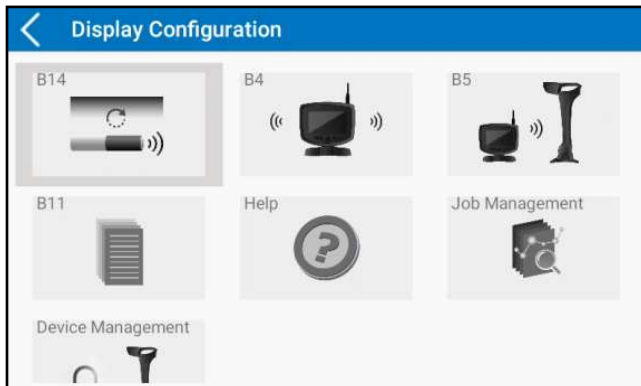 Display Configuration
B14
B4
B5
B11
Help
Job Management
Device Management